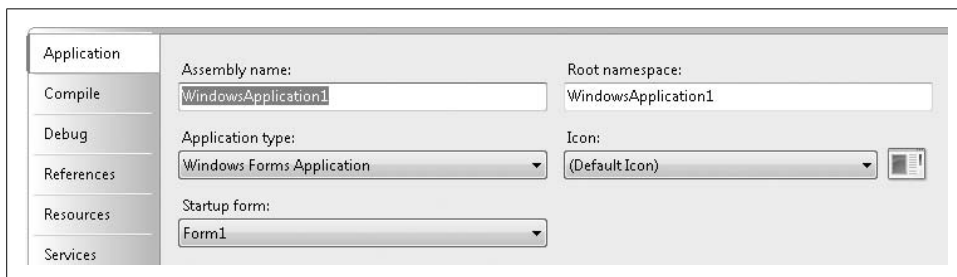 Application
Compile
Debug
References
Resources
Services
Assembly name:
WindowsApplication1
Root namespace:
WindowsApplication1
Application type:
Windows Forms Application
Icon:
(Default Icon)
Startup form:
Form1